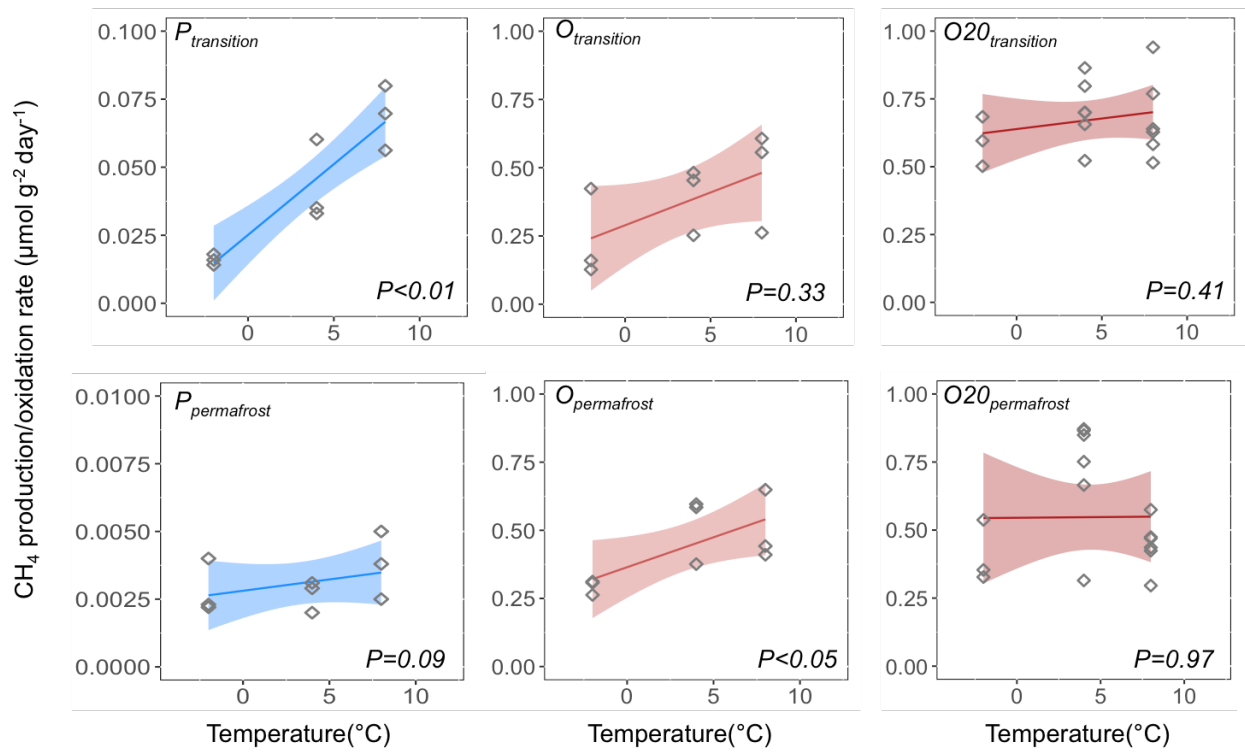 CH4 production/oxidation rate (µmol g-2 day-1)
Ptransition
0.100
0.075
0.050
0.025
0.000
P<0.01
0 5 10
Otransition
1.00
0.75
0.50
0.25
0.00
P=0.33
0 5 10
O20transition
1.00
0.75
0.50
0.25
0.00
P=0.41
0 5 10
Ppermafrost
0.0100
0.0075
0.0050
0.0025
0.0000
P=0.09
0 5 10
Temperature(°C)
Opermafrost
1.00
0.75
0.50
0.25
0.00
P<0.05
0 5 10
Temperature(°C)
O20permafrost
1.00
0.75
0.50
0.25
0.00
P=0.97
0 5 10
Temperature(°C)